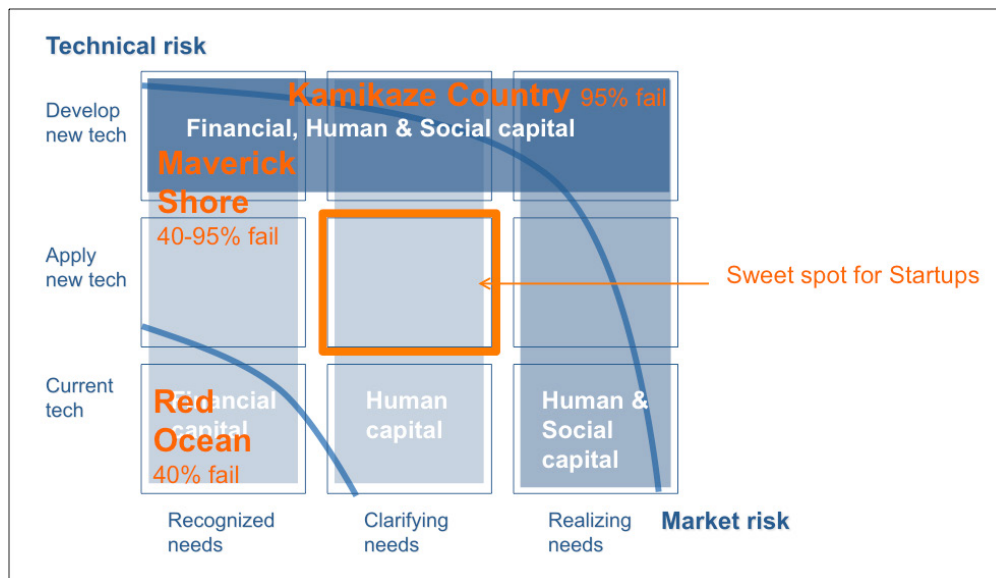 Technical risk
Develop
new tech
Kamikaze Country 95% fail
Financial, Human & Social capital
Maverick
Shore
40-95% fail
Apply
new tech
Sweet spot for Startups
Current
tech
Red
Ocean
40% fail
Financial
capital
Human
capital
Human &
Social
capital
Recognized
needs
Clarifying
needs
Realizing
needs
Market risk